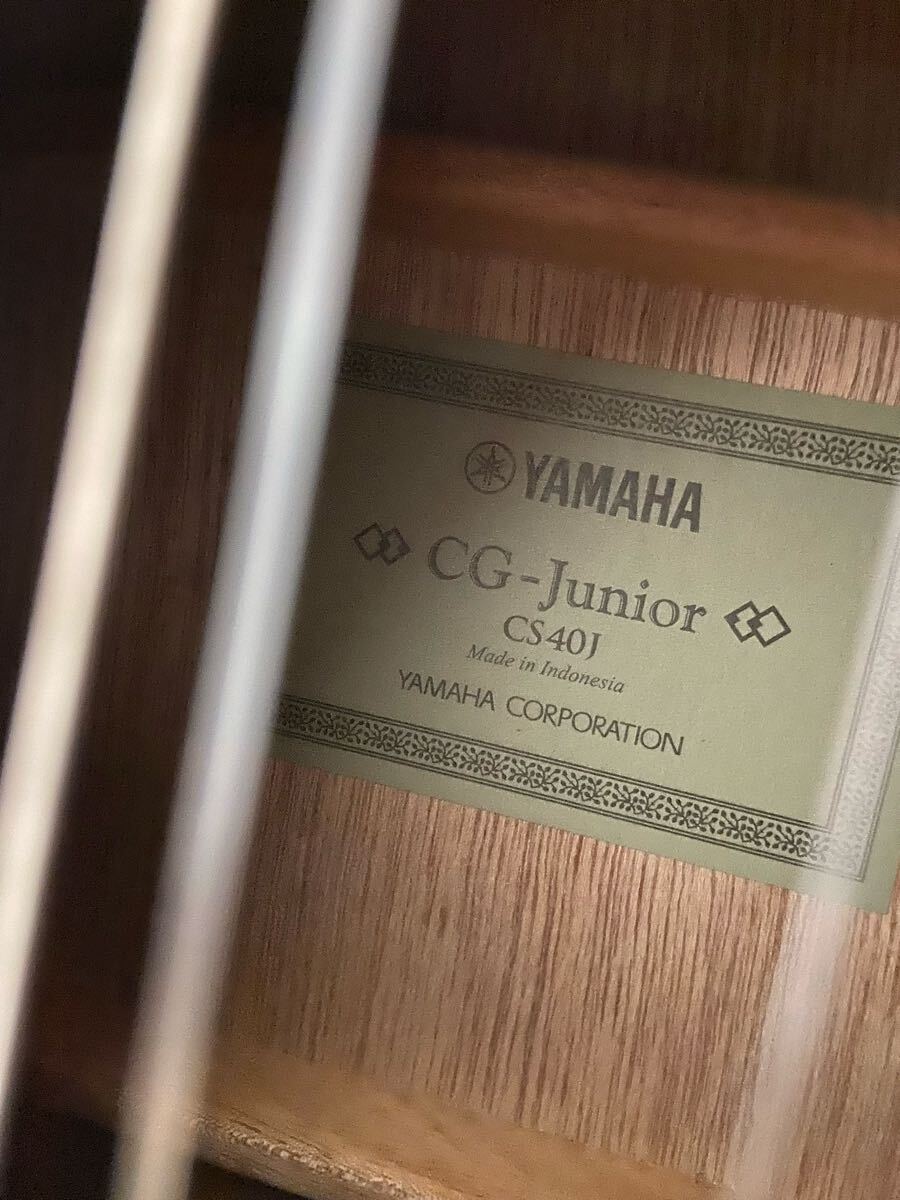 YAMAHA
CG-Junior
CS40J
Made in Indonesia
YAMAHA CORPORATION